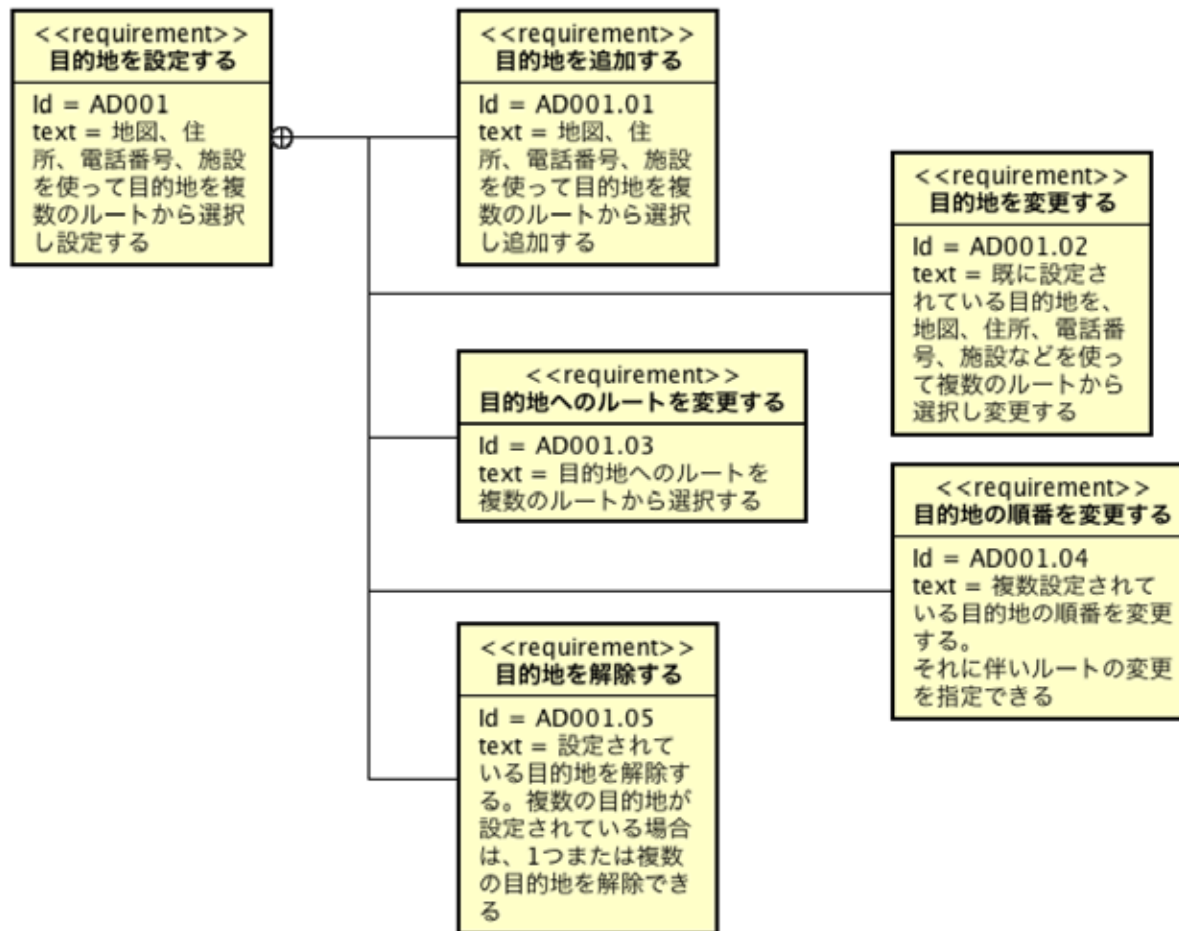 <<requirement>>
目的地を設定する
Id = AD001
text = 地図、住
所、電話番号、施設
を使って目的地を複
数のルートから選択
し設定する
<<requirement>>
目的地を追加する
Id = AD001.01
text = 地図、住
所、電話番号、施設
を使って目的地を複
数のルートから選択
し追加する
<<requirement>>
目的地を変更する
Id = AD001.02
text = 既に設定さ
れている目的地を、
地図、住所、電話番
号、施設などを使っ
て複数のルートから
選択し変更する
<<requirement>>
目的地へのルートを変更する
Id = AD001.03
text = 目的地へのルートを
複数のルートから選択する
<<requirement>>
目的地の順番を変更する
Id = AD001.04
text = 複数設定されて
いる目的地の順番を変更
する。
それに伴いルートの変更
を指定できる
<<requirement>>
目的地を解除する
Id = AD001.05
text = 設定されて
いる目的地を解除す
る。複数の目的地が
設定されている場合
は、1つまたは複数
の目的地を解除でき
る